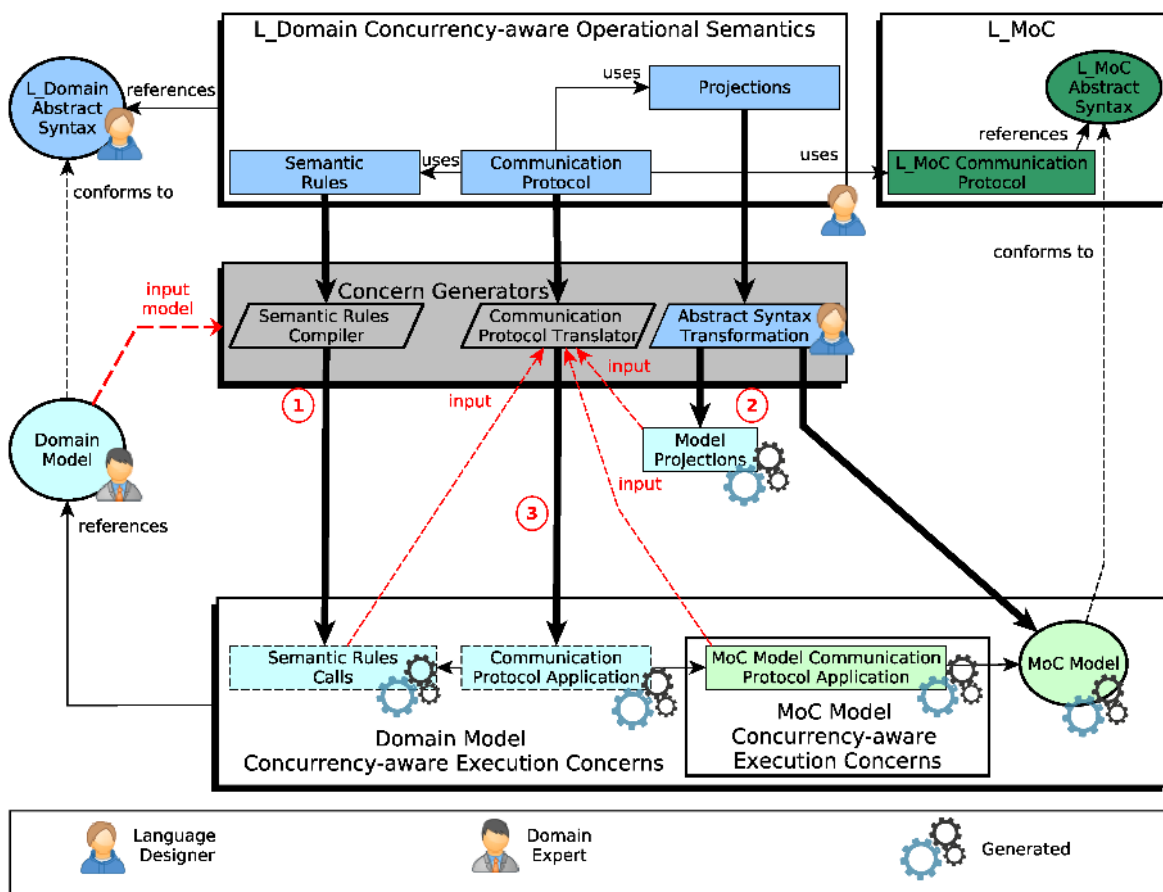 L_Domain Concurrency-aware Operational Semantics
L_MoC
L_Domain
Abstract
Syntax
references
uses
Projections
L_MoC
Abstract
Syntax
references
Semantic
Rules
uses
Communication
Protocol
uses
L_MoC Communication
Protocol
conforms to
conforms to
input
model
Concern Generators
Semantic Rules
Compiler
Communication
Protocol Translator
Abstract Syntax
Transformation
input
input
1
2
Domain
Model
Model
Projections
input
3
references
Semantic Rules
Calls
Communication
Protocol Application
MoC Model Communication
Protocol Application
MoC Model
Domain Model
Concurrency-aware Execution Concerns
MoC Model
Concurrency-aware
Execution Concerns
Language
Designer
Domain
Expert
Generated